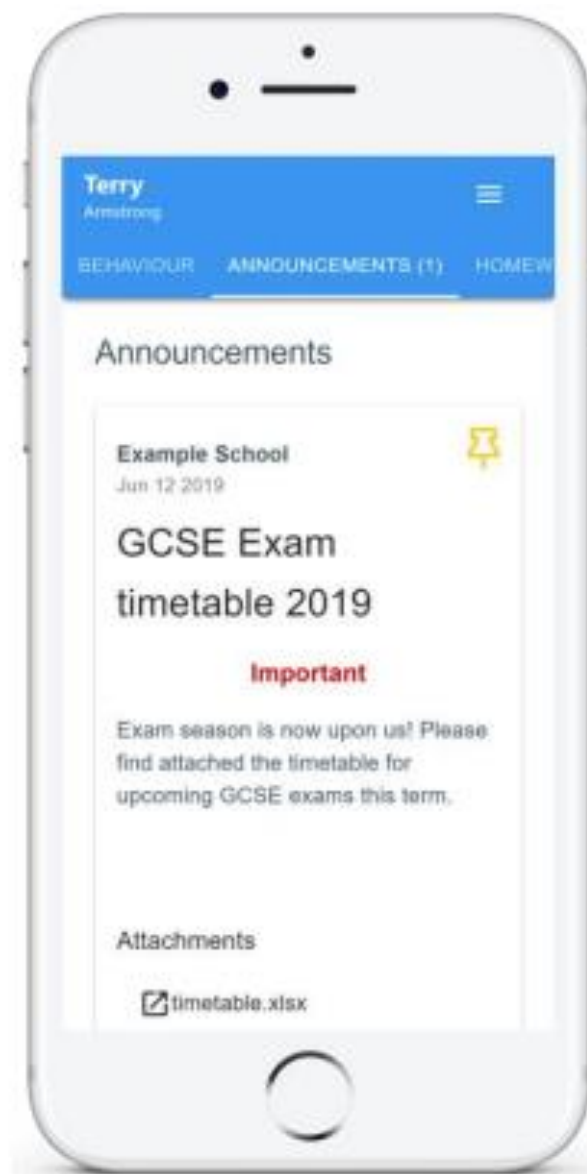 Terry
Armstrong
BEHAVIOUR ANNOUNCEMENTS (1) HOMEW
Announcements
Example School
Jun 12 2019
GCSE Exam
timetable 2019
Important
Exam season is now upon us! Please
find attached the timetable for
upcoming GCSE exams this term.
Attachments
timetable.xlsx